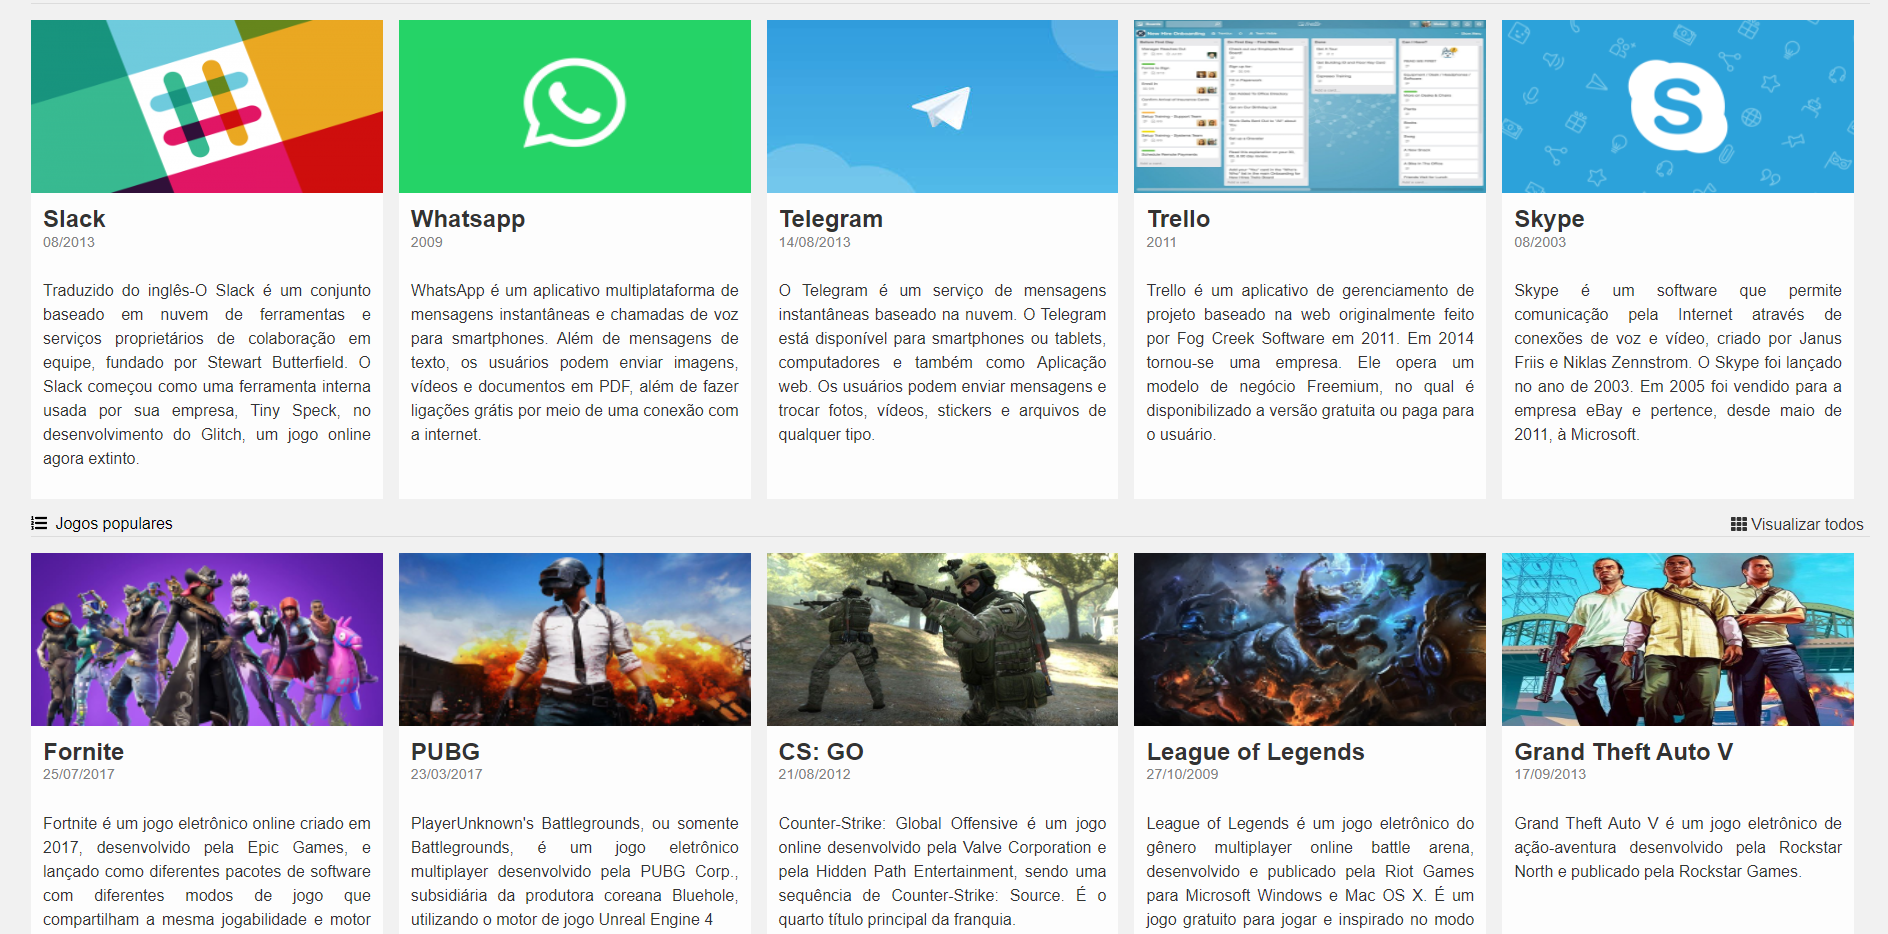 Slack
08/2013
Traduzido do inglês-O Slack é um conjunto
baseado em nuvem de ferramentas e
serviços proprietários de colaboração em
equipe, fundado por Stewart Butterfield. O
Slack começou como uma ferramenta interna
usada por sua empresa, Tiny Speck, no
desenvolvimento do Glitch, um jogo online
agora extinto.
Whatsapp
2009
WhatsApp é um aplicativo multiplataforma de
mensagens instantâneas e chamadas de voz
para smartphones. Além de mensagens de
texto, os usuários podem enviar imagens,
vídeos e documentos em PDF, além de fazer
ligações grátis por meio de uma conexão com
a internet.
Telegram
14/08/2013
O Telegram é um serviço de mensagens
instantâneas baseado na nuvem. O Telegram
está disponível para smartphones ou tablets,
computadores e também como Aplicação
web. Os usuários podem enviar mensagens e
trocar fotos, vídeos, stickers e arquivos de
qualquer tipo.
New Hire Onboarding
Trello
2011
Trello é um aplicativo de gerenciamento de
projeto baseado na web originalmente feito
por Fog Creek Software em 2011. Em 2014
tornou-se uma empresa. Ele opera um
modelo de negócio Freemium, no qual é
disponibilizado a versão gratuita ou paga para
o usuário.
S
Skype
08/2003
Skype é um software que permite
comunicação pela Internet através de
conexões de voz e vídeo, criado por Janus
Friis e Niklas Zennstrom. O Skype foi lançado
no ano de 2003. Em 2005 foi vendido para a
empresa eBay e pertence, desde maio de
2011, à Microsoft.
Jogos populares
Visualizar todos
Fornite
25/07/2017
Fortnite é um jogo eletrônico online criado em
2017, desenvolvido pela Epic Games, e
lançado como diferentes pacotes de software
com diferentes modos de jogo que
compartilham a mesma jogabilidade e motor
PUBG
23/03/2017
PlayerUnknown's Battlegrounds, ou somente
Battlegrounds, é um jogo eletrônico
multiplayer desenvolvido pela PUBG Corp.,
subsidiária da produtora coreana Bluehole,
utilizando o motor de jogo Unreal Engine 4
CS: GO
21/08/2012
Counter-Strike: Global Offensive é um jogo
online desenvolvido pela Valve Corporation e
pela Hidden Path Entertainment, sendo uma
sequência de Counter-Strike: Source. É o
quarto título principal da franquia.
League of Legends
27/10/2009
League of Legends é um jogo eletrônico do
gênero multiplayer online battle arena,
desenvolvido e publicado pela Riot Games
para Microsoft Windows e Mac OS X. É um
jogo gratuito para jogar e inspirado no modo
Grand Theft Auto V
17/09/2013
Grand Theft Auto V é um jogo eletrônico de
ação-aventura desenvolvido pela Rockstar
North e publicado pela Rockstar Games.